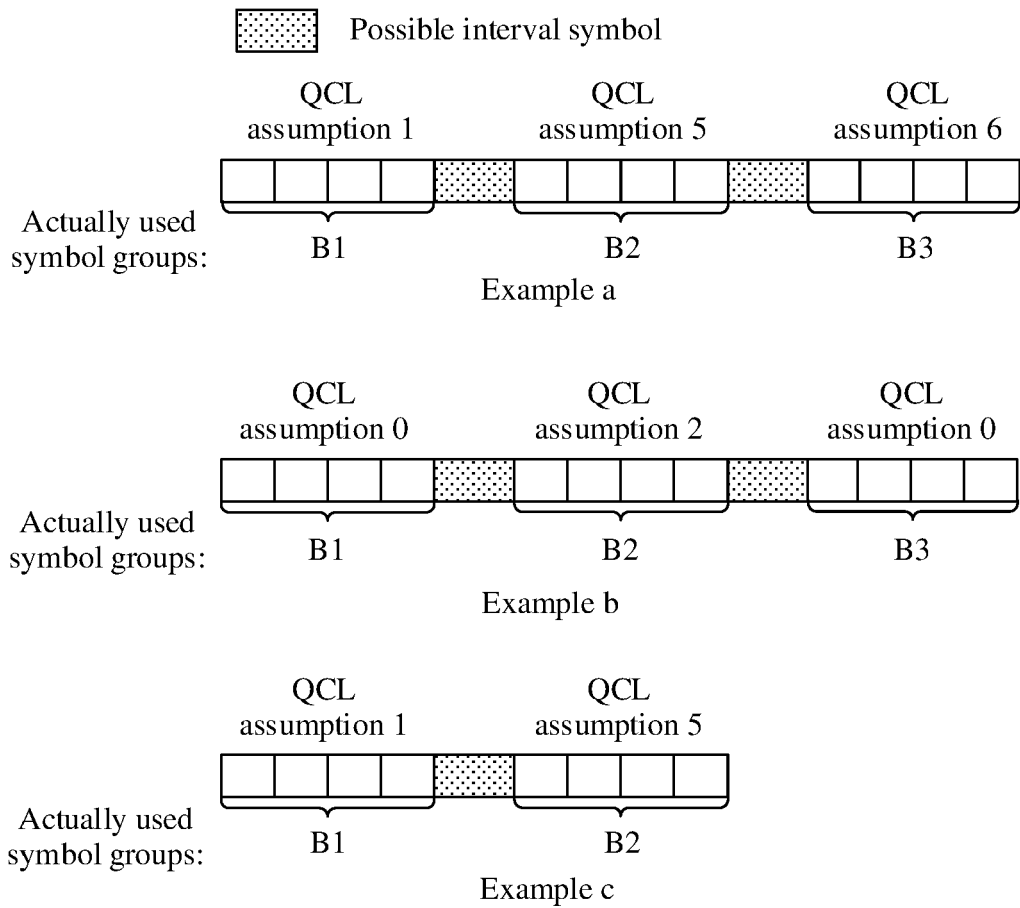 Possible interval symbol
QCL
assumption 1
QCL
assumption 5
QCL
assumption 6
Actually used
symbol groups:
B1
B2
B3
Example a
QCL
assumption 0
QCL
assumption 2
QCL
assumption 0
Actually used
symbol groups:
B1
B2
B3
Example b
QCL
assumption 1
QCL
assumption 5
Actually used
symbol groups:
B1
B2
Example c